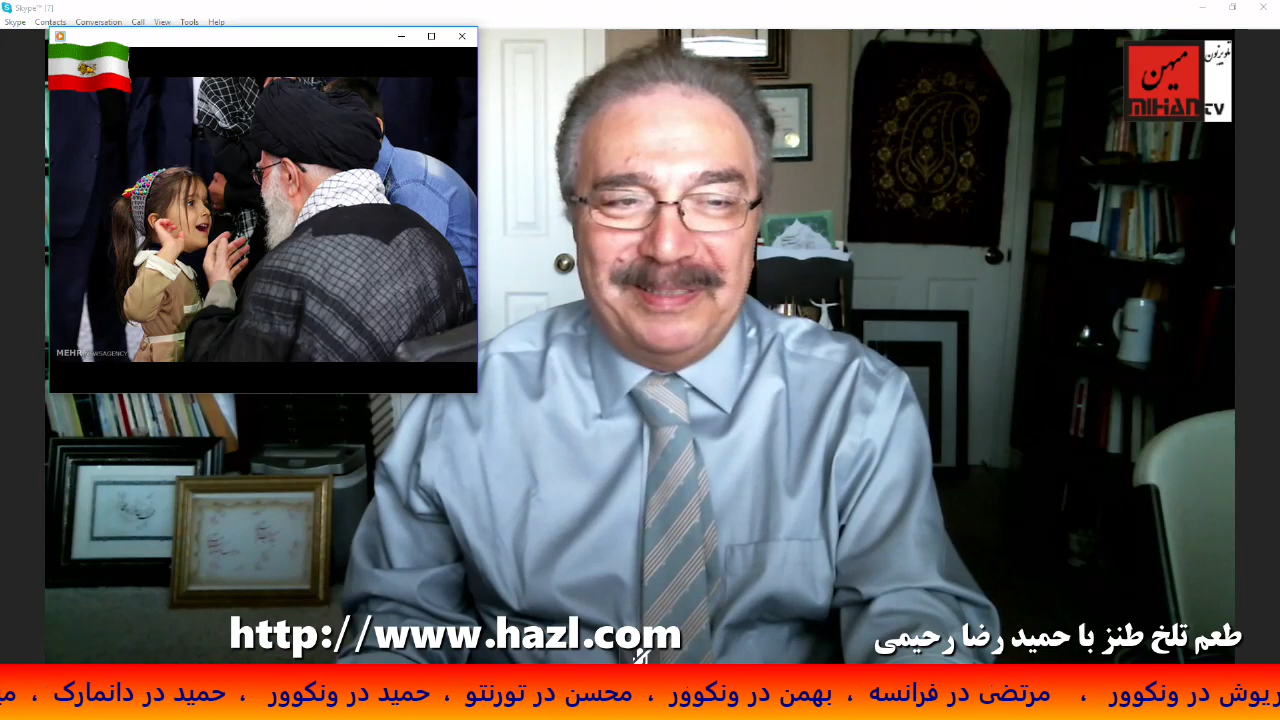 Skype™ [7]
Skype Contacts Conversation Call View Tools Help
میهن
تلویزیون
MIHAN TV
MEHR NEWSAGENCY
http://www.hazl.com
طعم تلخ طنز با حمید رضا رحیمی
ریوش در ونکوور ، مرتضی در فرانسه ، بهمن در ونکوور ، محسن در تورنتو ، حمید در ونکوور ، حمید در دانمارک ،